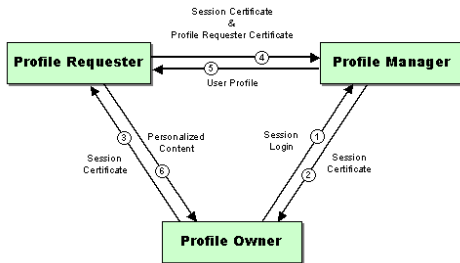 Session Certificate
&
Profile Requester Certificate
4
Profile Requester
Profile Manager
5
User Profile
3
Personalized
Content
Session
Login
1
Session
Certificate
6
2
Session
Certificate
Profile Owner